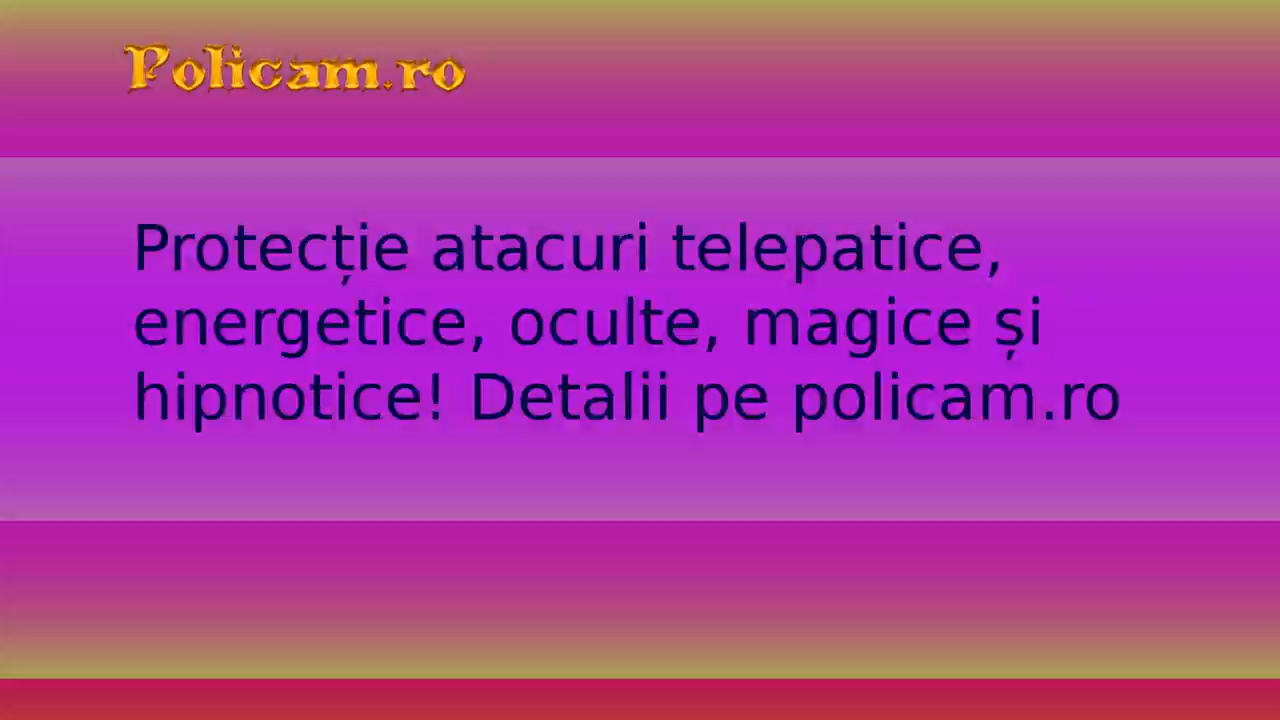 Policam.ro
Protecție atacuri telepatice,
energetice, oculte, magice și
hipnotice! Detalii pe policam.ro